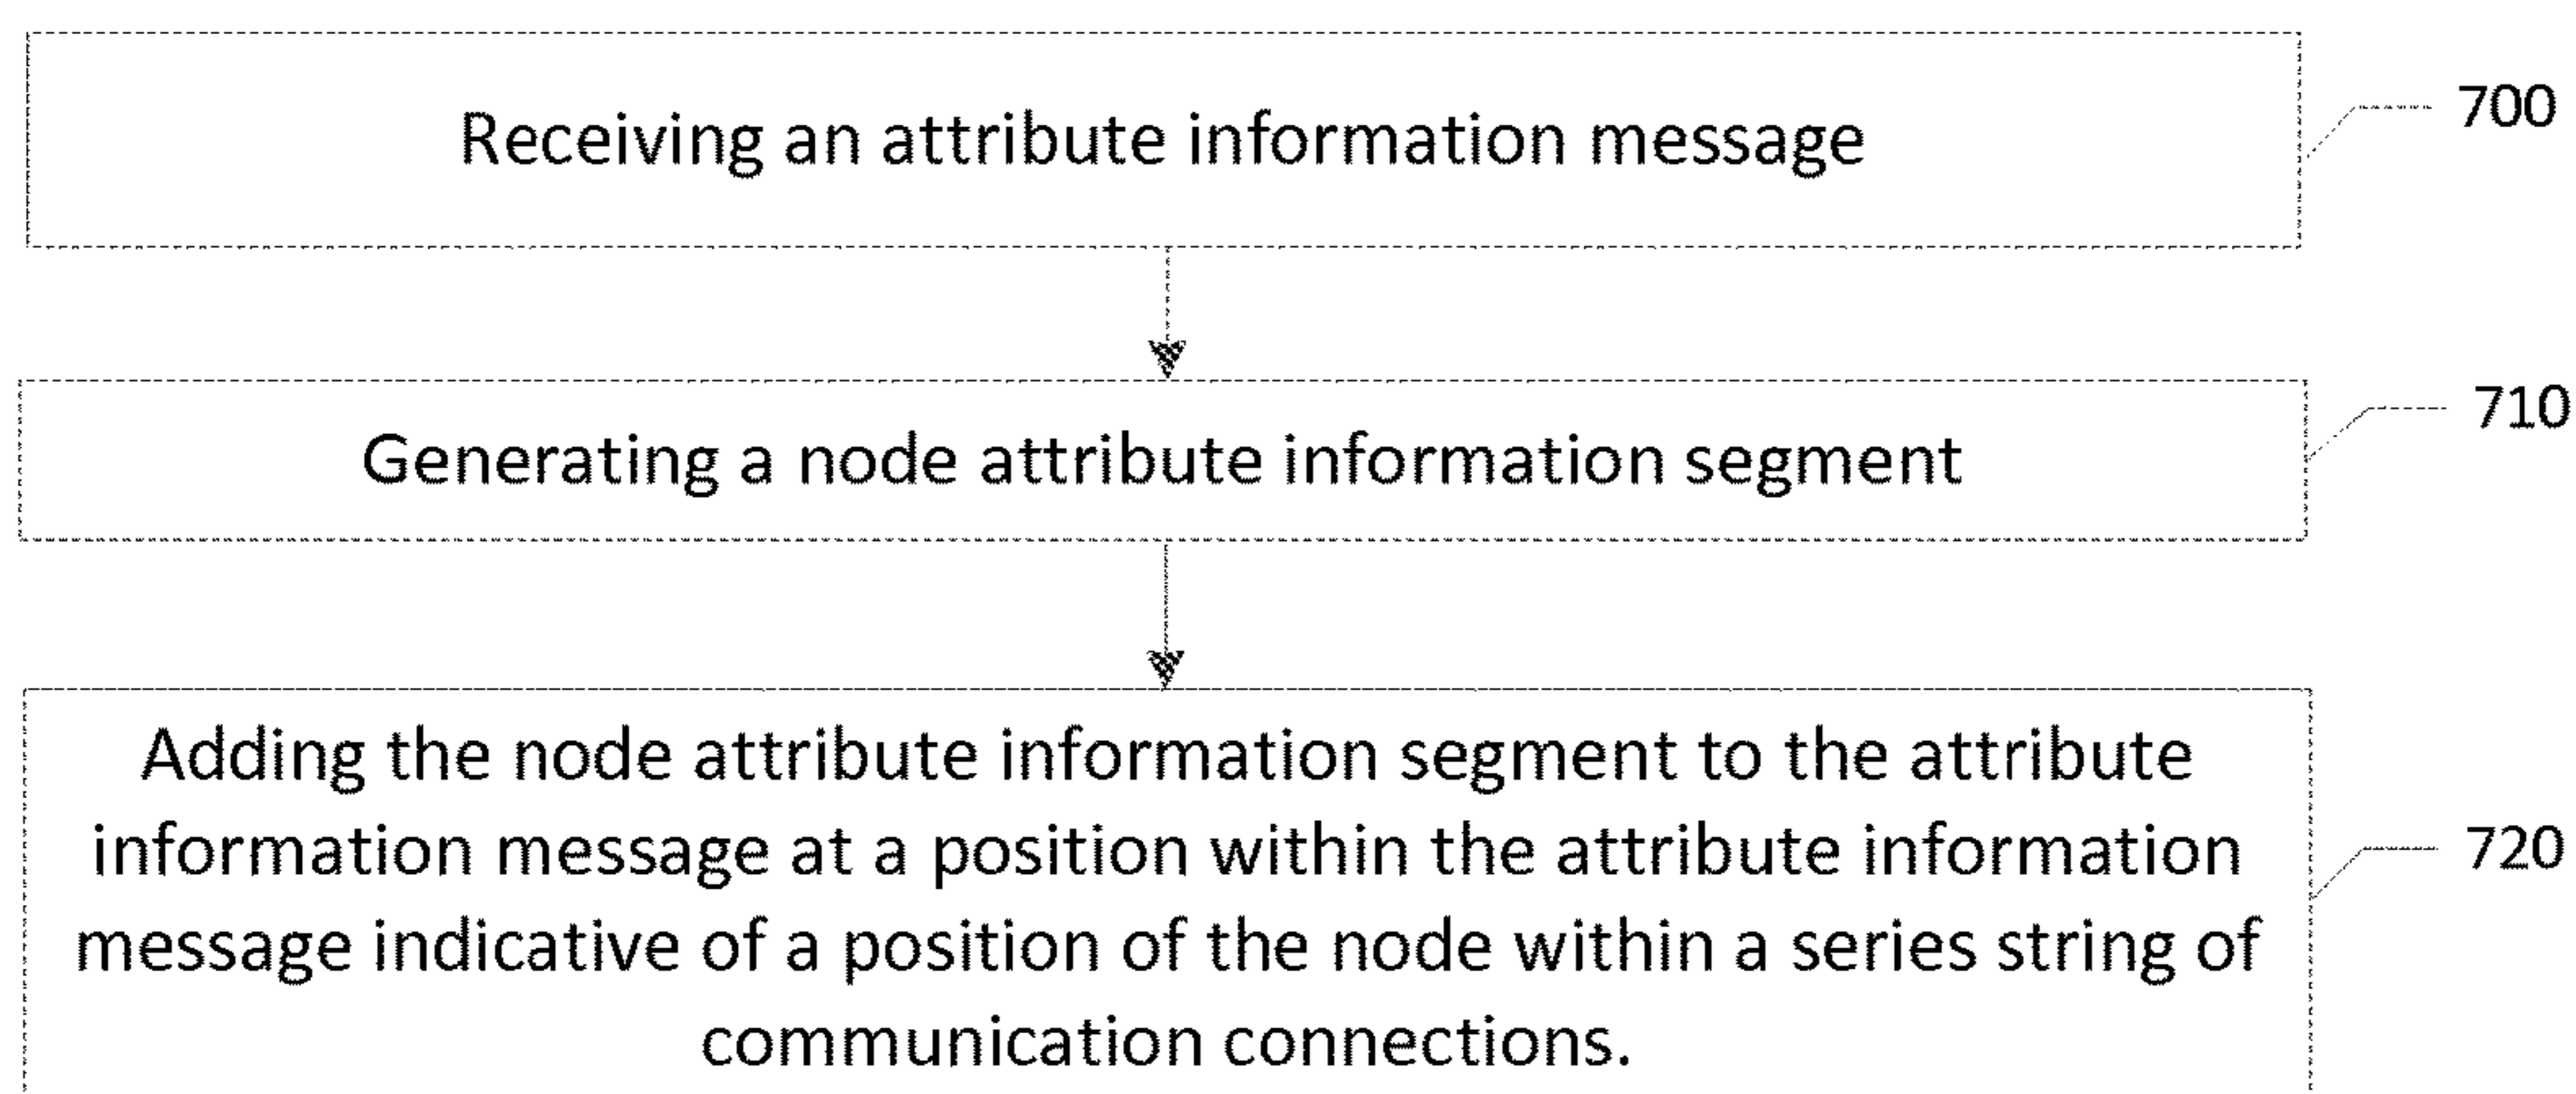 Receiving an attribute information message
700
Generating a node attribute information segment
710
Adding the node attribute information segment to the attribute
information message at a position within the attribute information
message indicative of a position of the node within a series string of
communication connections.
720